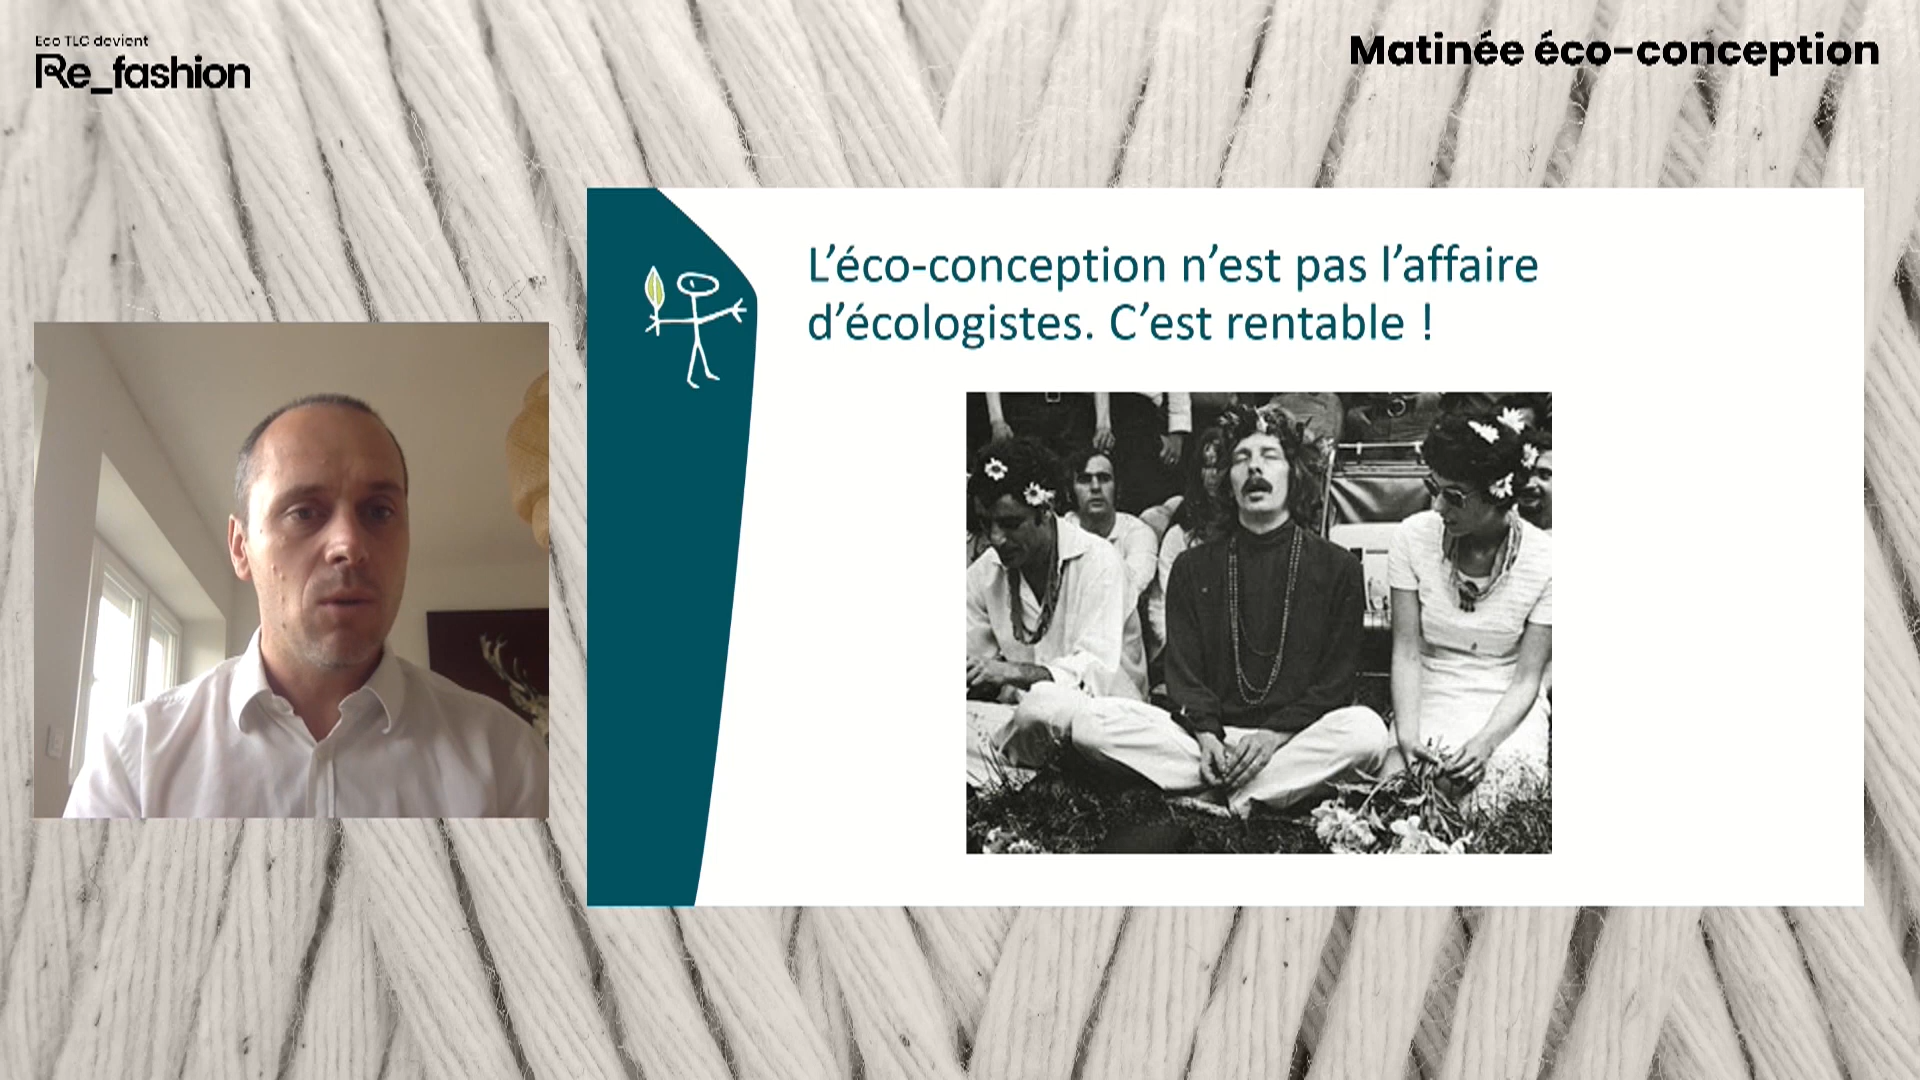 Eco TLC devient
Re_fashion
Matinée éco-conception
L’éco-conception n’est pas l’affaire
d’écologistes. C’est rentable !